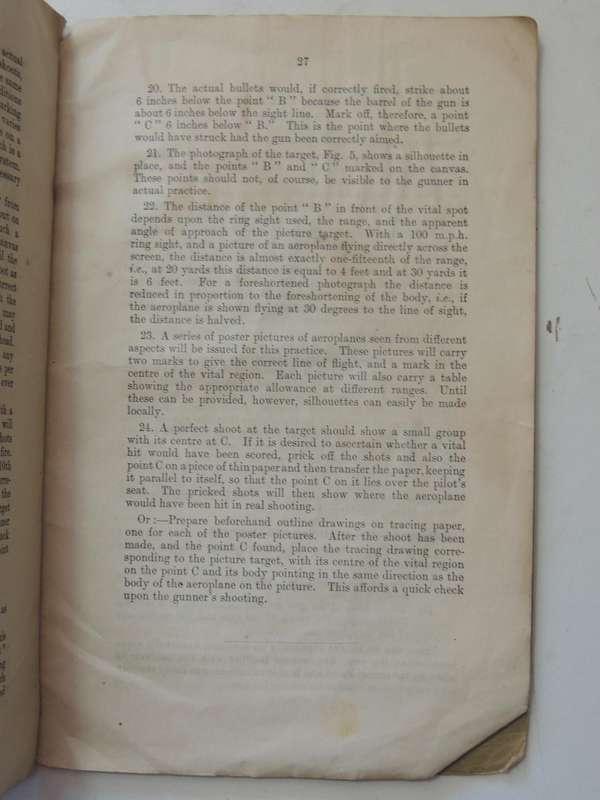 27
20. The actual bullets would, if correctly fired, strike about
6 inches below the point " B " because the barrel of the gun is
about 6 inches below the sight line. Mark off, therefore, a point
" C " 6 inches below " B." This is the point where the bullets
would have struck had the gun been correctly aimed.
21. The photograph of the target, Fig. 5, shows a silhouette in
place, and the points " B " and " C " marked on the canvas.
These points should not, of course, be visible to the gunner in
actual practice.
22. The distance of the point " B " in front of the vital spot
depends upon the ring sight used, the range, and the apparent
angle of approach of the picture target. With a 100 m.p.h.
ring sight, and a picture of an aeroplane flying directly across the
screen, the distance is almost exactly one-fifteenth of the range,
i.e., at 20 yards this distance is equal to 4 feet and at 30 yards it
is 6 feet. For a foreshortened photograph the distance is
reduced in proportion to the foreshortening of the body, i.e., if
the aeroplane is shown flying at 30 degrees to the line of sight,
the distance is halved.
23. A series of poster pictures of aeroplanes seen from different
aspects will be issued for this practice. These pictures will carry
two marks to give the correct line of flight, and a mark in the
centre of the vital region. Each picture will also carry a table
showing the appropriate allowance at different ranges. Until
these can be provided, however, silhouettes can easily be made
locally.
24. A perfect shoot at the target should show a small group
with its centre at C. If it is desired to ascertain whether a vital
hit would have been scored, prick off the shots and also the
point C on a piece of thin paper and then transfer the paper, keeping
it parallel to itself, so that the point C on it lies over the pilot's
seat. The pricked shots will then show where the aeroplane
would have been hit in real shooting.
Or :—Prepare beforehand outline drawings on tracing paper,
one for each of the poster pictures. After the shoot has been
made, and the point C found, place the tracing drawing corre-
sponding to the picture target, with its centre of the vital region
on the point C and its body pointing in the same direction as the
body of the aeroplane on the picture. This affords a quick check
upon the gunner's shooting.